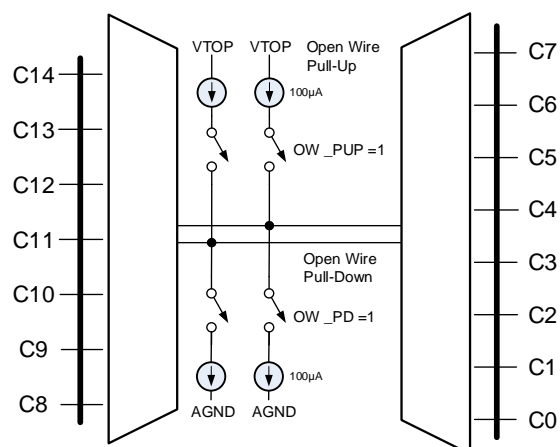 C14
C13
C12
C11
C10
C9
C8
VTOP VTOP
Open Wire
Pull-Up
100µA
OW _PUP =1
Open Wire
Pull-Down
OW _PD =1
100µA
AGND AGND
C7
C6
C5
C4
C3
C2
C1
C0